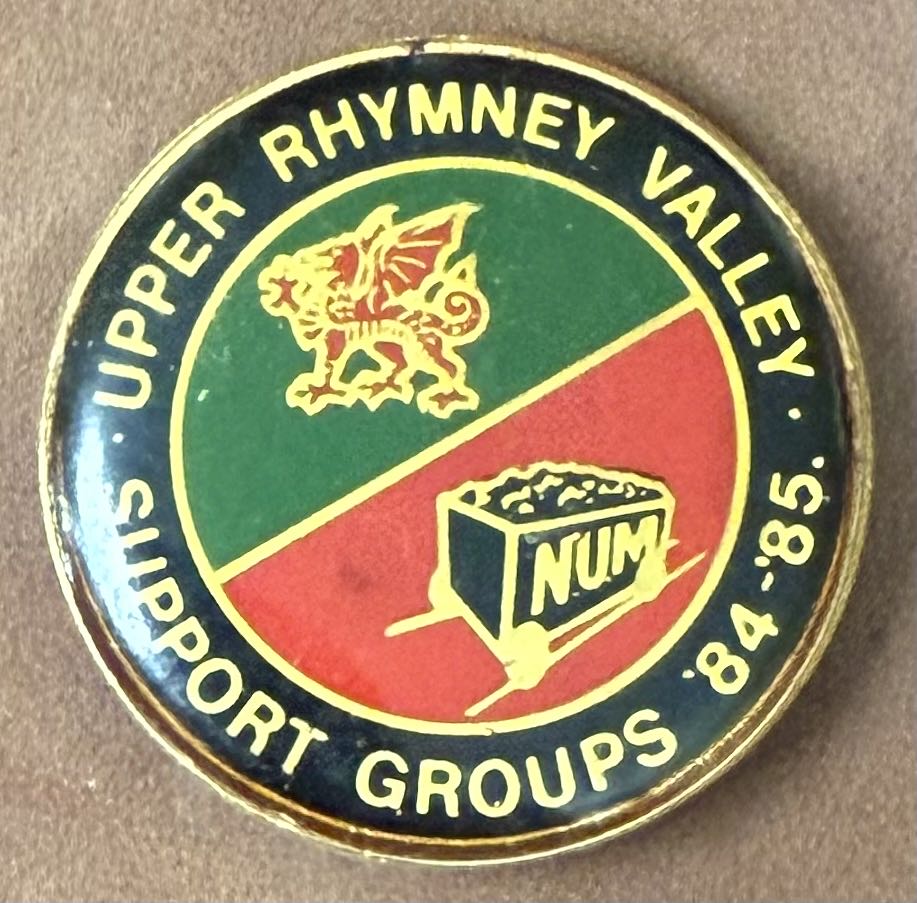 · UPPER RHYMNEY VALLEY ·
SUPPORT GROUPS '84-'85.
NUM